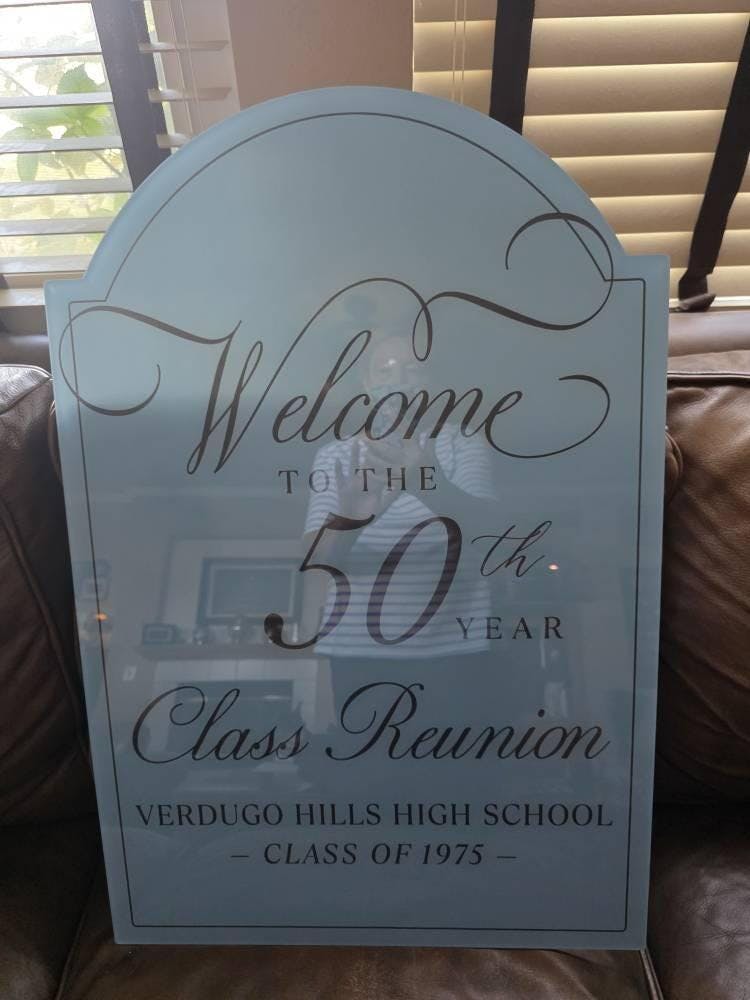 Welcome
TO THE
50th
YEAR
Class Reunion
VERDUGO HILLS HIGH SCHOOL
– CLASS OF 1975 –